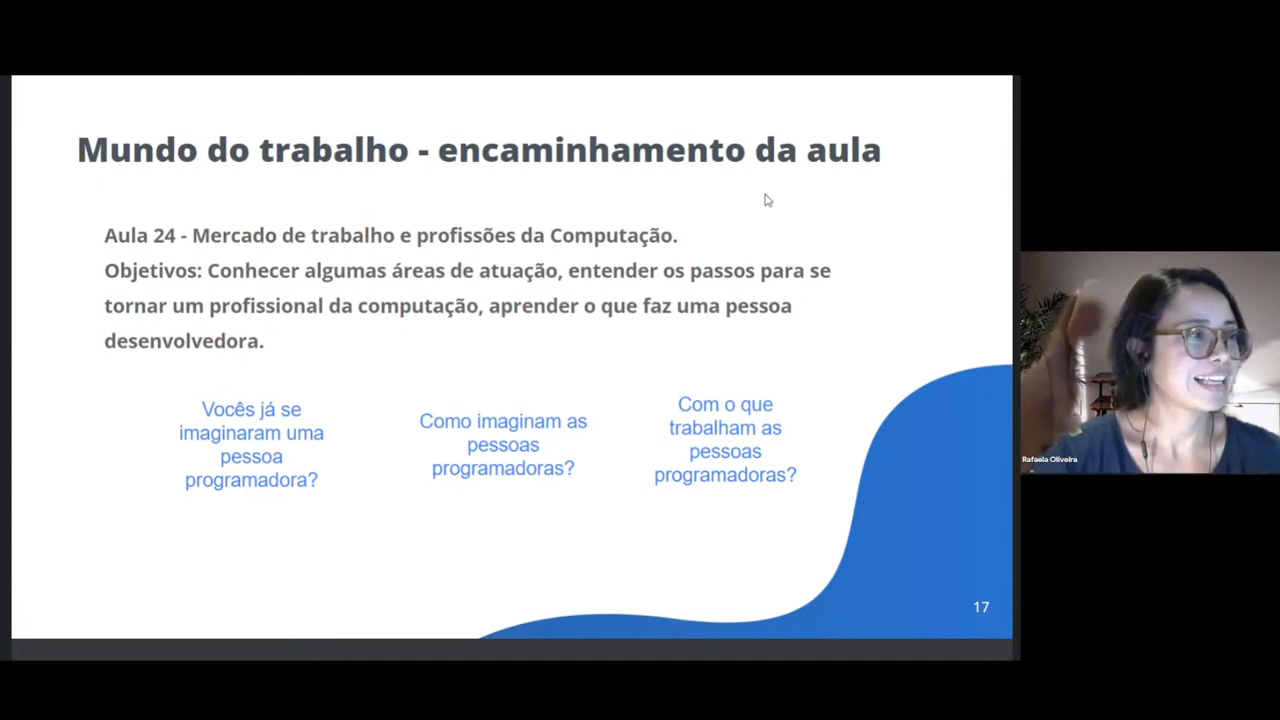 Mundo do trabalho - encaminhamento da aula
Aula 24 - Mercado de trabalho e profissões da Computação.
Objetivos: Conhecer algumas áreas de atuação, entender os passos para se
tornar um profissional da computação, aprender o que faz uma pessoa
desenvolvedora.
Vocês já se
imaginaram uma
pessoa
programadora?
Como imaginam as
pessoas
programadoras?
Com o que
trabalham as
pessoas
programadoras?
17
Rafaela Oliveira